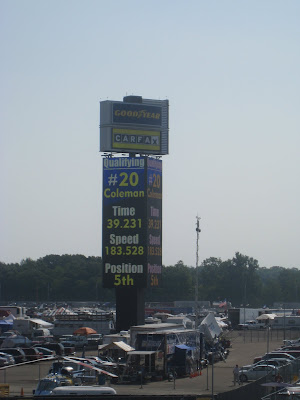 GOODYEAR
CARFAX
Qualifying
#20
Coleman
Time
39.231
Speed
183.528
Position
5th